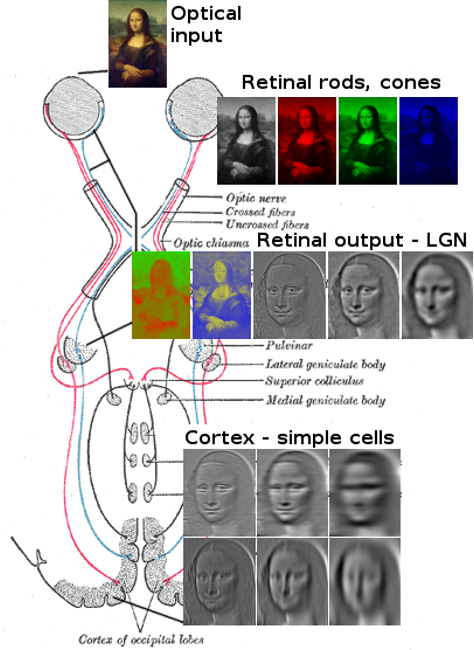 Optical
input
Retinal rods, cones
Optic nerve
Crossed fibers
Uncrossed fibers
Optic chiasma
Retinal output - LGN
Pulvinar
Lateral geniculate body
Superior colliculus
Medial geniculate body
Cortex - simple cells
Cortex of occipital lobes